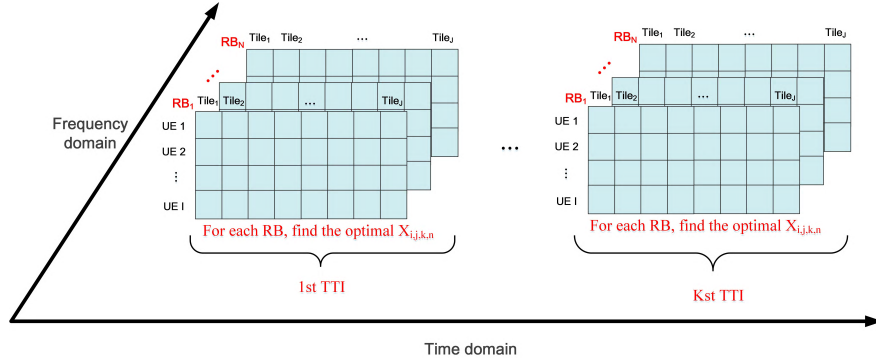 RB_N Tile_1 Tile_2 ... Tile_J
...
RB_1 Tile_1 Tile_2 ... Tile_J
UE 1
UE 2
⋮
UE I
For each RB, find the optimal X_{i,j,k,n}
1st TTI
...
RB_N Tile_1 Tile_2 ... Tile_J
...
RB_1 Tile_1 Tile_2 ... Tile_J
UE 1
UE 2
⋮
UE I
For each RB, find the optimal X_{i,j,k,n}
Kst TTI
Frequency
domain
Time domain